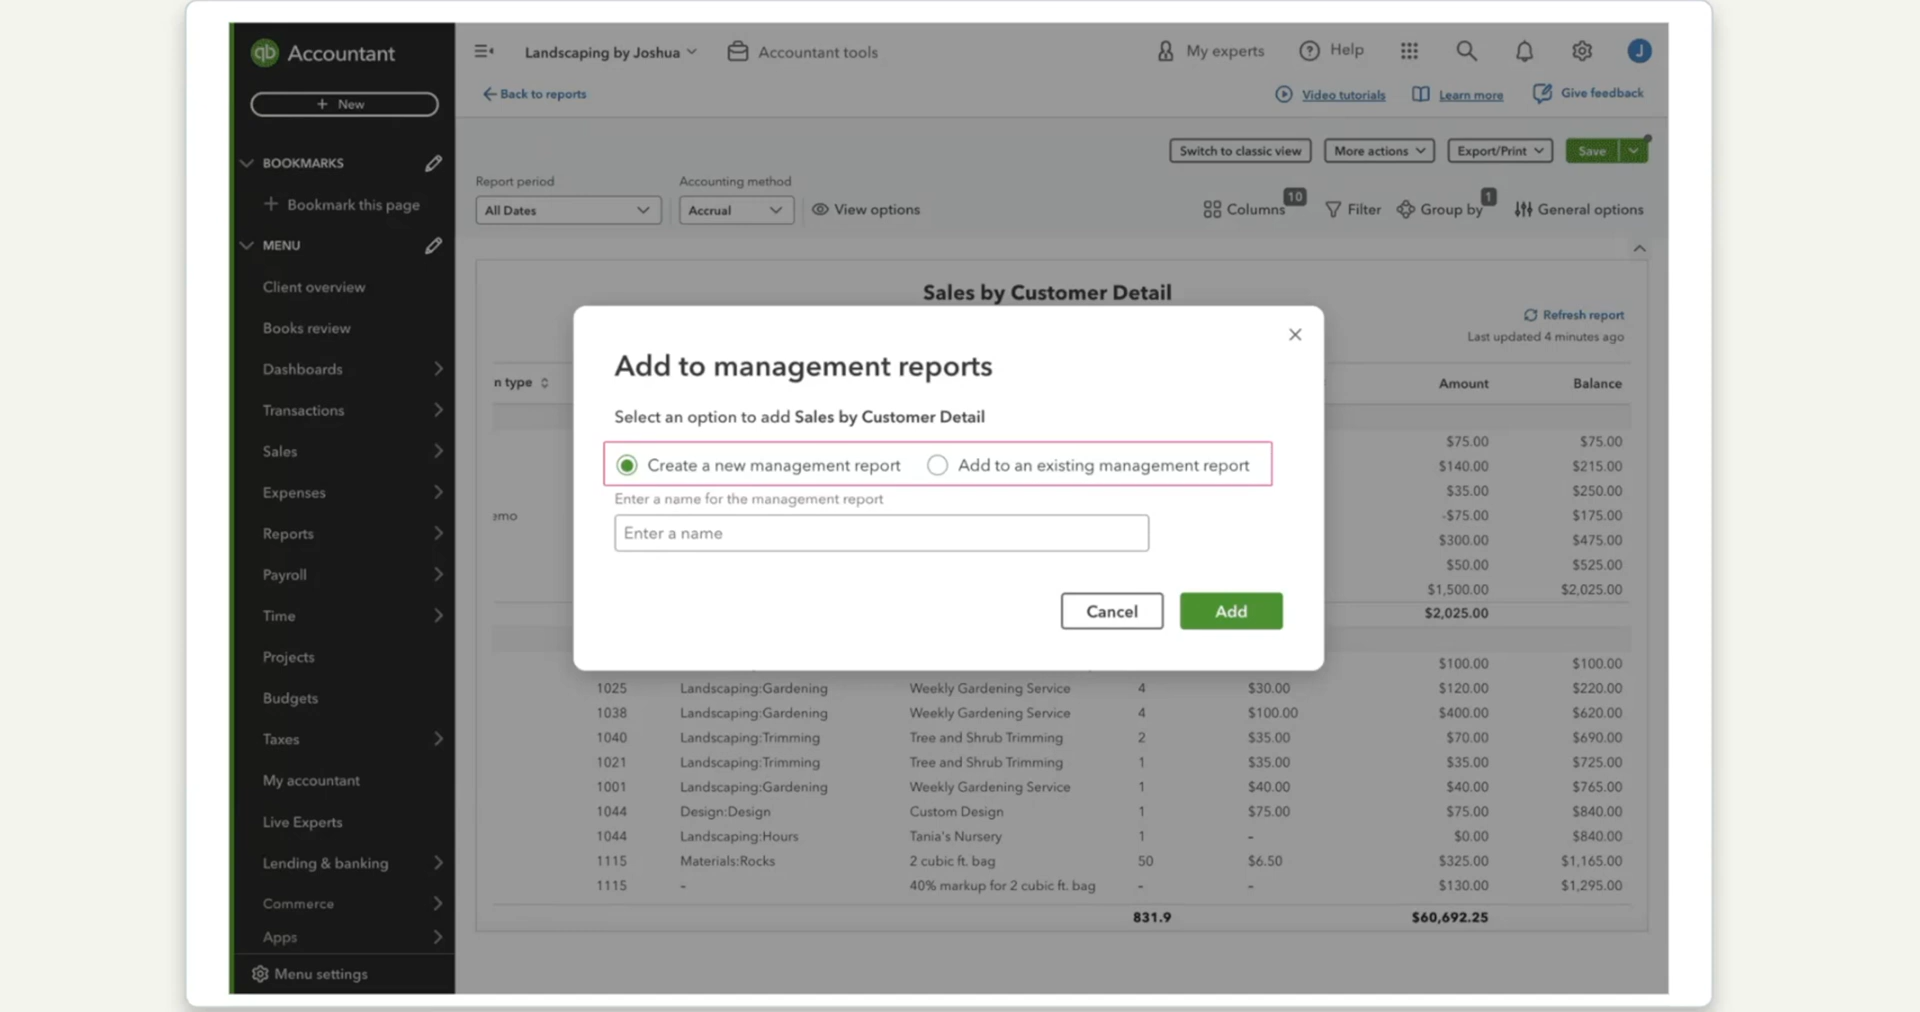 qb Accountant
Landscaping by Joshua
Accountant tools
My experts
Help
J
+ New
Back to reports
Video tutorials
Learn more
Give feedback
BOOKMARKS
Bookmark this page
MENU
Client overview
Books review
Dashboards
Transactions
Sales
Expenses
Reports
Payroll
Time
Projects
Budgets
Taxes
My accountant
Live Experts
Lending & banking
Commerce
Apps
Menu settings
Switch to classic view
More actions
Export/Print
Save
Report period
Accounting method
All Dates
Accrual
View options
Columns 10
Filter
Group by 1
General options
Sales by Customer Detail
Refresh report
Last updated 4 minutes ago
n type
Amount Balance
$75.00 $75.00
$140.00 $215.00
$35.00 $250.00
emo -$75.00 $175.00
$300.00 $475.00
$50.00 $525.00
$1,500.00 $2,025.00
$2,025.00
Add to management reports
Select an option to add Sales by Customer Detail
Create a new management report
Add to an existing management report
Enter a name for the management report
Enter a name
Cancel
Add
$100.00 $100.00
1025 Landscaping:Gardening Weekly Gardening Service 4 $30.00 $120.00 $220.00
1038 Landscaping:Gardening Weekly Gardening Service 4 $100.00 $400.00 $620.00
1040 Landscaping:Trimming Tree and Shrub Trimming 2 $35.00 $70.00 $690.00
1021 Landscaping:Trimming Tree and Shrub Trimming 1 $35.00 $35.00 $725.00
1001 Landscaping:Gardening Weekly Gardening Service 1 $40.00 $40.00 $765.00
1044 Design:Design Custom Design 1 $75.00 $75.00 $840.00
1044 Landscaping:Hours Tania's Nursery 1 - $0.00 $840.00
1115 Materials:Rocks 2 cubic ft. bag 50 $6.50 $325.00 $1,165.00
1115 - 40% markup for 2 cubic ft. bag - - $130.00 $1,295.00
831.9 $60,692.25